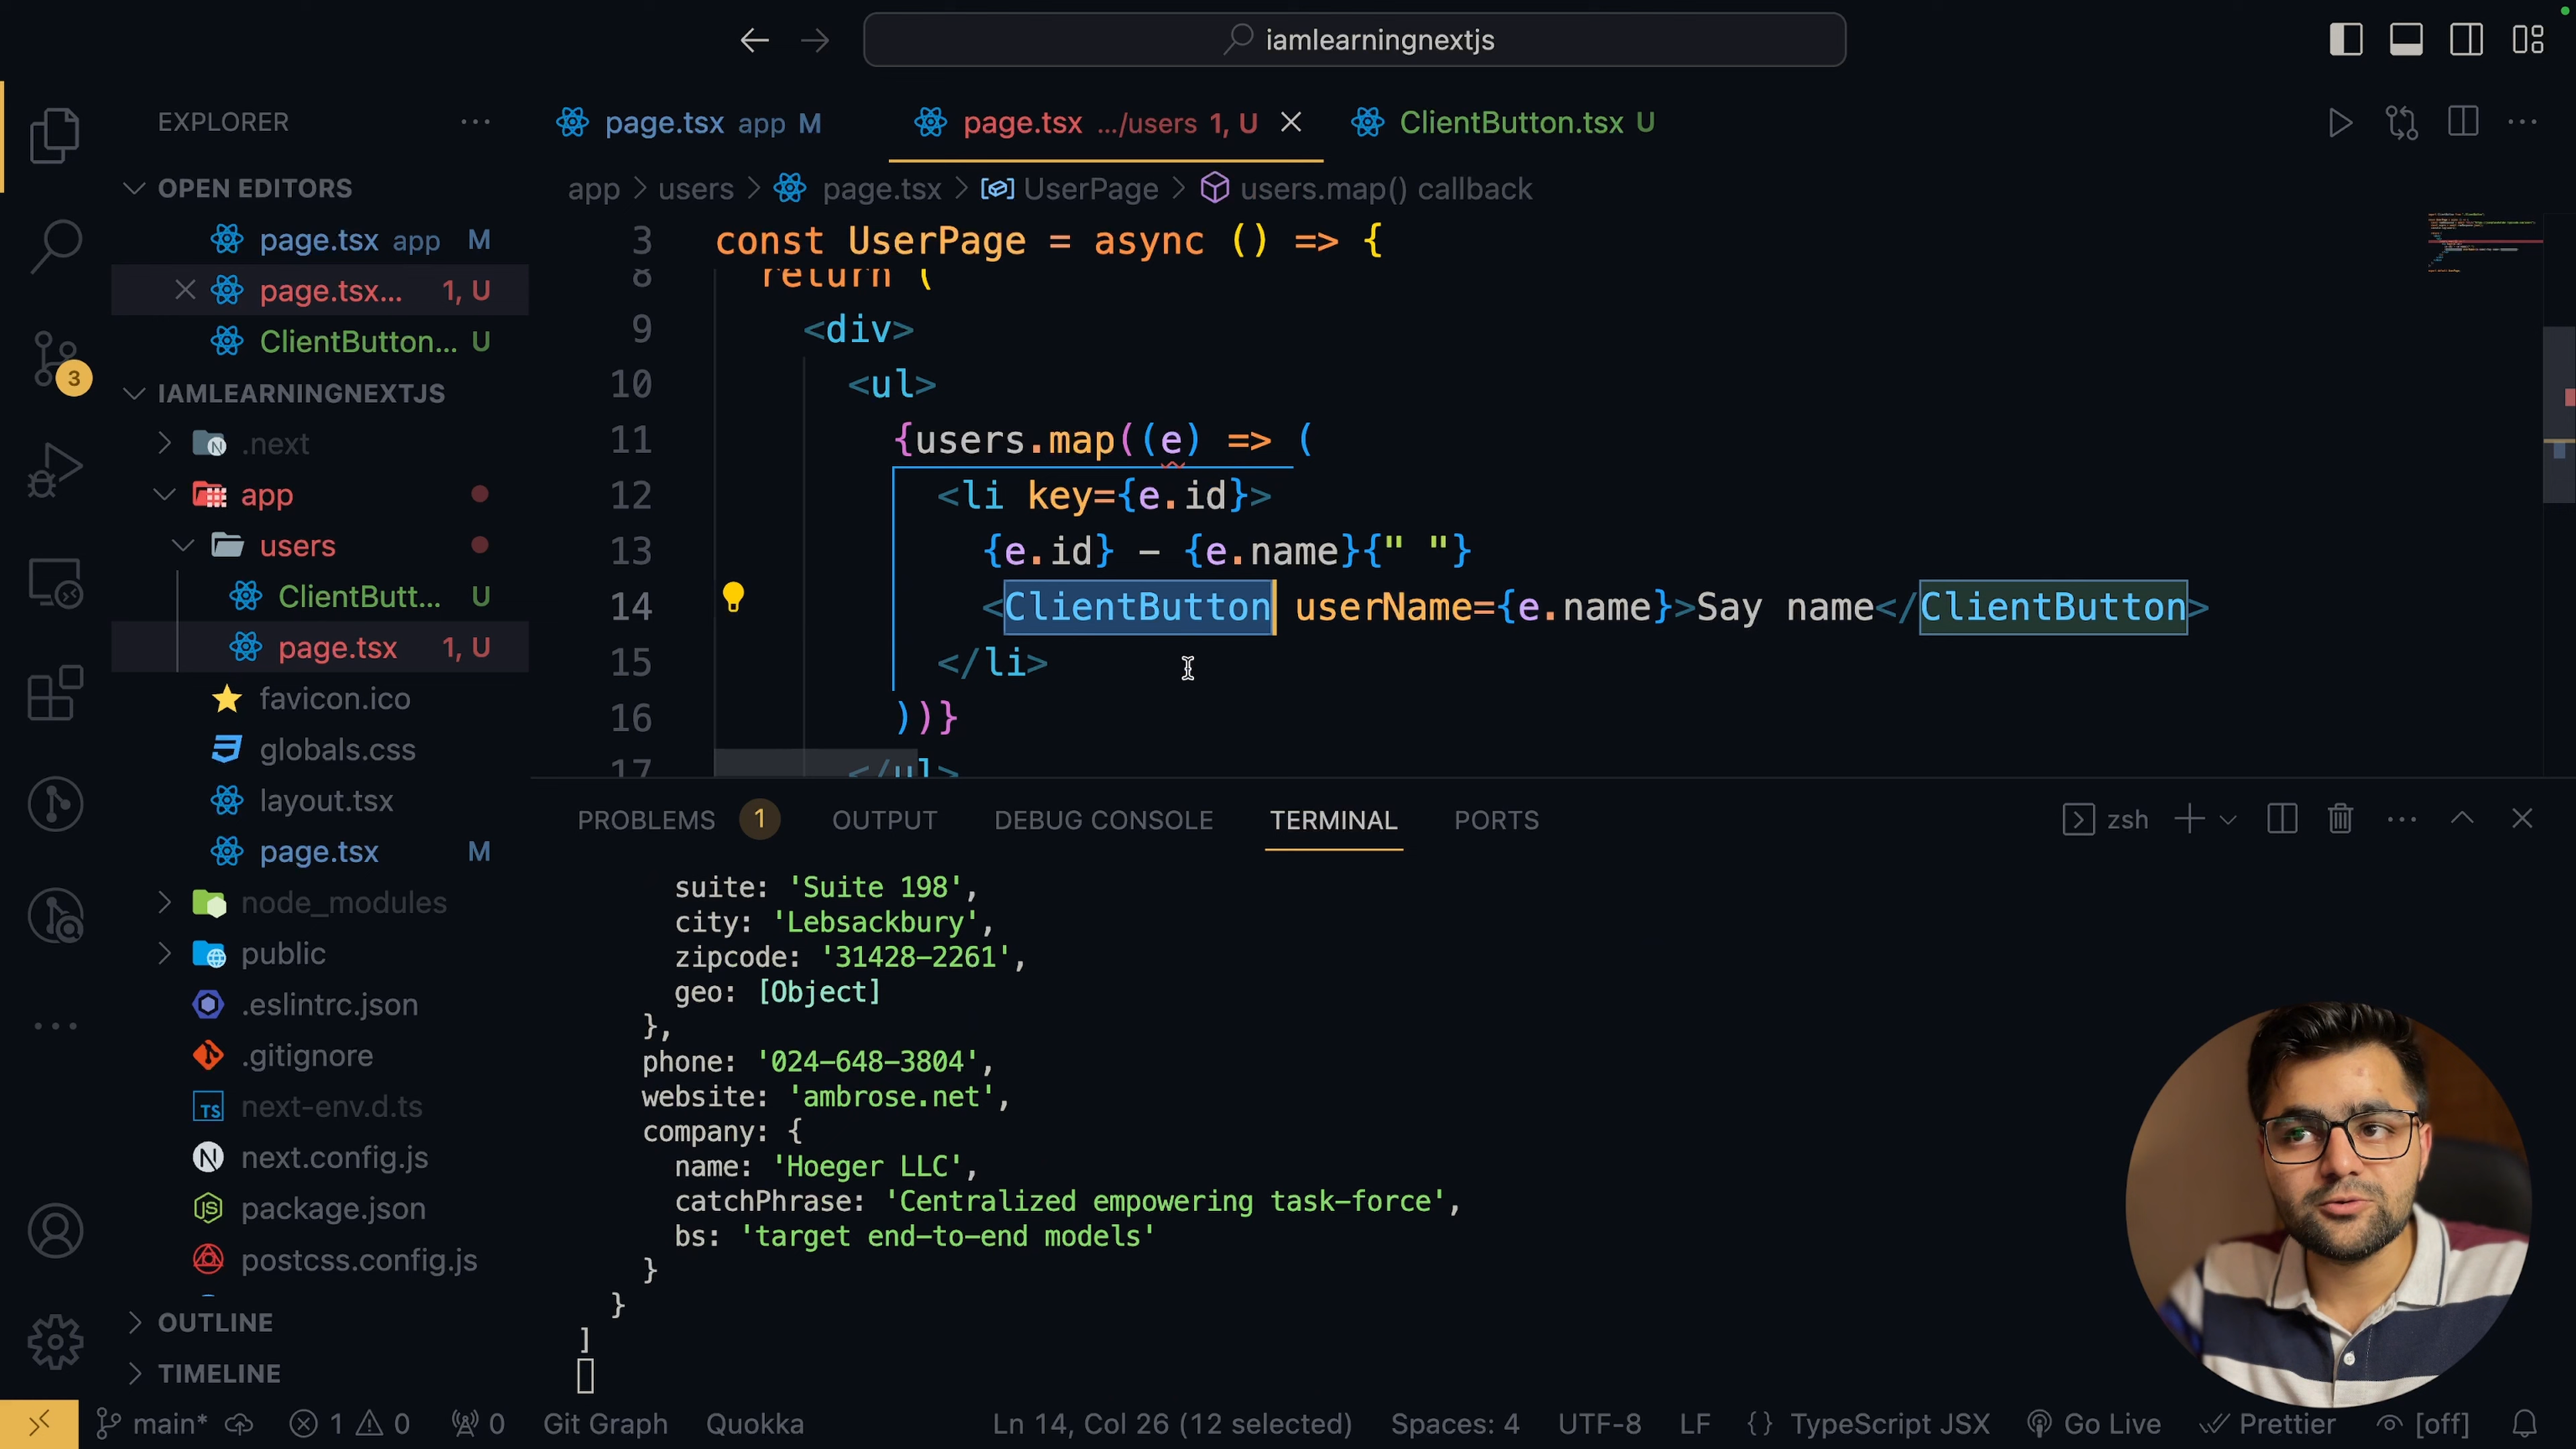 iamlearningnextjs
EXPLORER
page.tsx app M
page.tsx .../users 1, U
ClientButton.tsx U
OPEN EDITORS
page.tsx app M
page.tsx... 1, U
ClientButton... U
IAMLEARNINGNEXTJS
.next
app
users
ClientButt... U
page.tsx 1, U
favicon.ico
globals.css
layout.tsx
page.tsx M
node_modules
public
.eslintrc.json
.gitignore
next-env.d.ts
next.config.js
package.json
postcss.config.js
OUTLINE
TIMELINE
3
app > users > page.tsx > UserPage > users.map() callback
3 const UserPage = async () => {
8 return (
9 <div>
10 <ul>
11 {users.map((e) => (
12 <li key={e.id}>
13 {e.id} - {e.name}{" "}
14 <ClientButton userName={e.name}>Say name</ClientButton>
15 </li>
16 ))}
17 </ul>
PROBLEMS 1 OUTPUT DEBUG CONSOLE TERMINAL PORTS
zsh
suite: 'Suite 198',
city: 'Lebsackbury',
zipcode: '31428-2261',
geo: [Object]
},
phone: '024-648-3804',
website: 'ambrose.net',
company: {
name: 'Hoeger LLC',
catchPhrase: 'Centralized empowering task-force',
bs: 'target end-to-end models'
}
}
]
main* 1 0 0 Git Graph Quokka Ln 14, Col 26 (12 selected) Spaces: 4 UTF-8 LF {} TypeScript JSX Go Live Prettier [off]